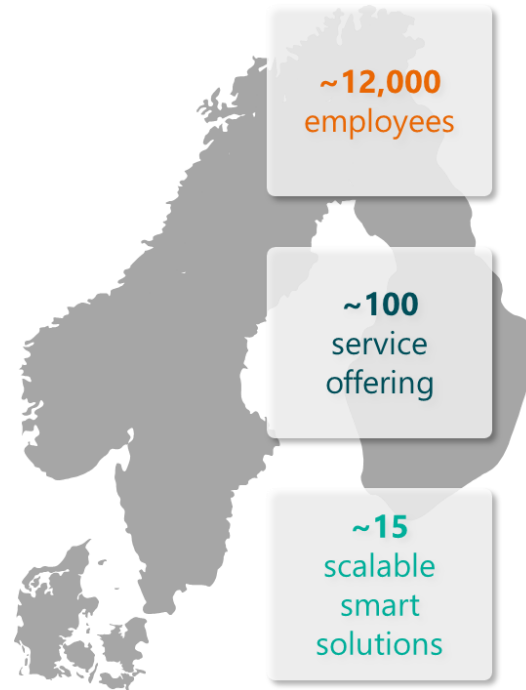 ~12,000
employees
~100
service
offering
~15
scalable
smart
solutions